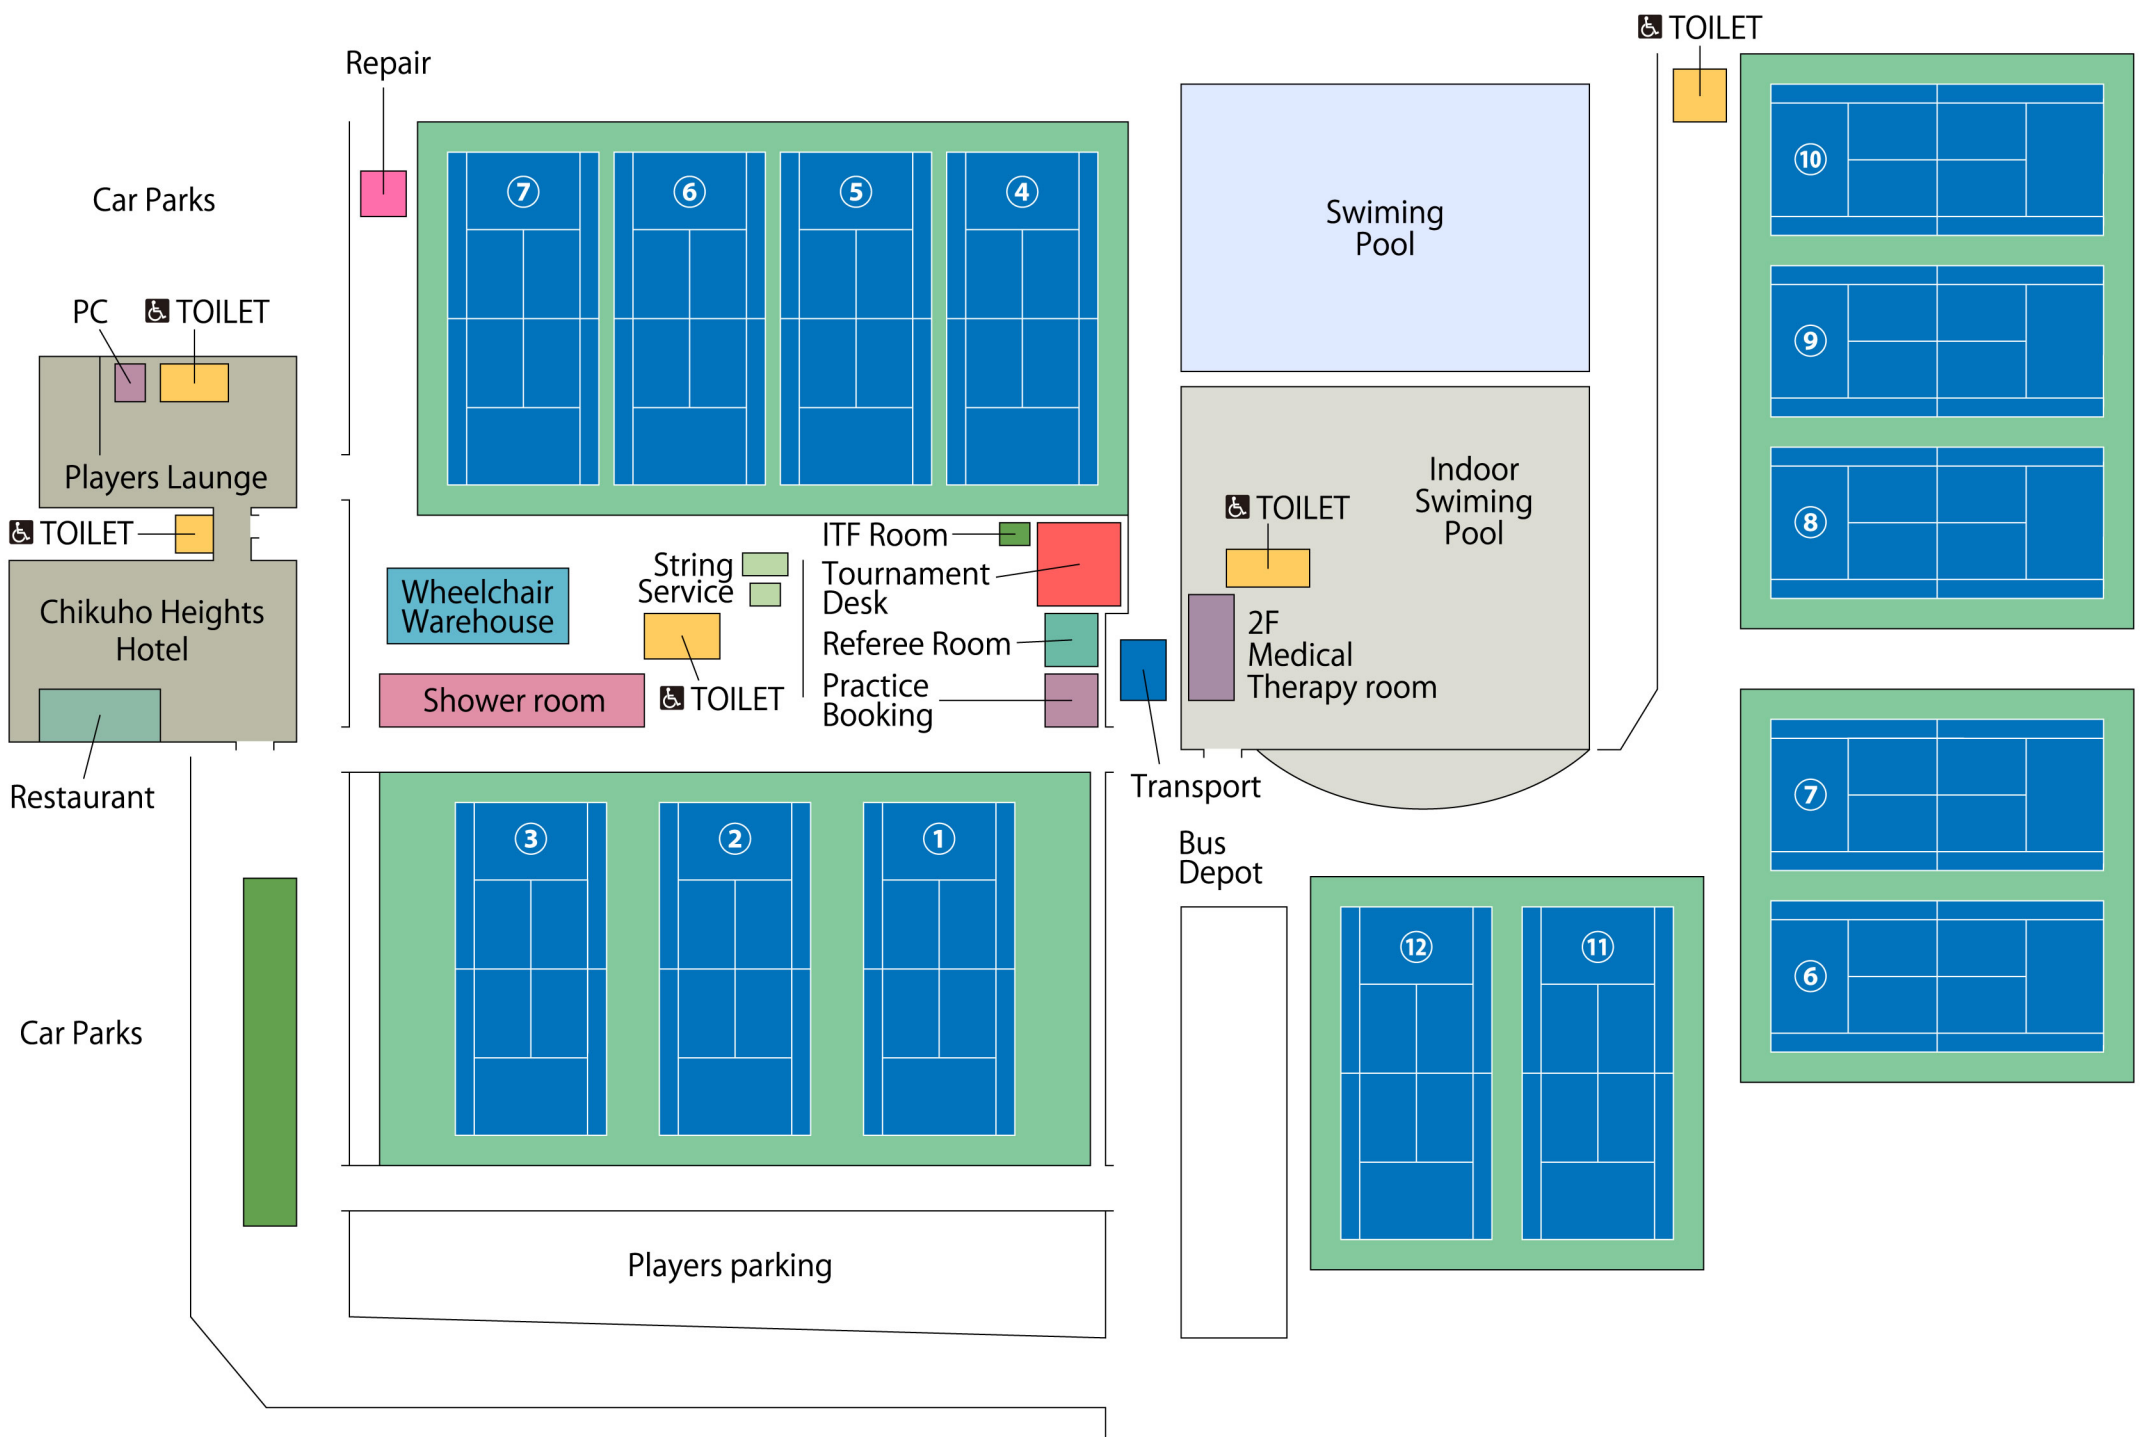 TOILET
Repair
⑦
⑥
⑤
④
Car Parks
Swiming
Pool
⑩
⑨
⑧
PC
TOILET
Players Launge
TOILET
Chikuho Heights
Hotel
Restaurant
Wheelchair
Warehouse
Shower room
String
Service
TOILET
ITF Room
Tournament
Desk
Referee Room
Practice
Booking
Indoor
Swiming
Pool
TOILET
2F
Medical
Therapy room
Transport
③
②
①
Bus
Depot
⑫
⑪
⑦
⑥
Car Parks
Players parking